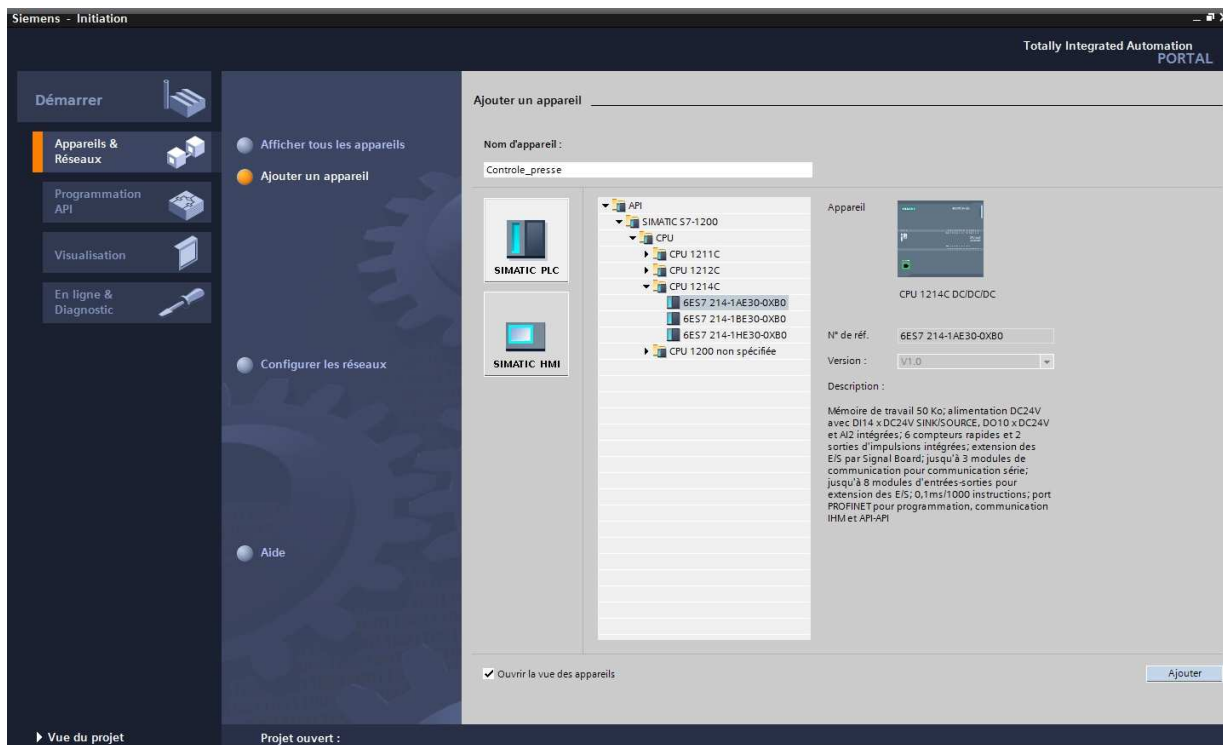 Siemens - Initiation
Totally Integrated Automation
PORTAL
Démarrer
Appareils &
Réseaux
Programmation
API
Visualisation
En ligne &
Diagnostic
Vue du projet
Afficher tous les appareils
Ajouter un appareil
Configurer les réseaux
Aide
Projet ouvert :
Ajouter un appareil
Nom d'appareil :
Controle_presse
SIMATIC PLC
SIMATIC HMI
API
SIMATIC S7-1200
CPU
CPU 1211C
CPU 1212C
CPU 1214C
6ES7 214-1AE30-0XB0
6ES7 214-1BE30-0XB0
6ES7 214-1HE30-0XB0
CPU 1200 non spécifiée
Appareil
CPU 1214C DC/DC/DC
N° de réf.
6ES7 214-1AE30-0XB0
Version :
V1.0
Description :
Mémoire de travail 50 Ko; alimentation DC24V
avec DI14 x DC24V SINK/SOURCE, DO10 x DC24V
et AI2 intégrées; 6 compteurs rapides et 2
sorties d'impulsions intégrées; extension des
E/S par Signal Board; jusqu'à 3 modules de
communication pour communication série;
jusqu'à 8 modules d'entrées-sorties pour
extension des E/S; 0,1ms/1000 instructions; port
PROFINET pour programmation, communication
IHM et API-API
Ouvrir la vue des appareils
Ajouter